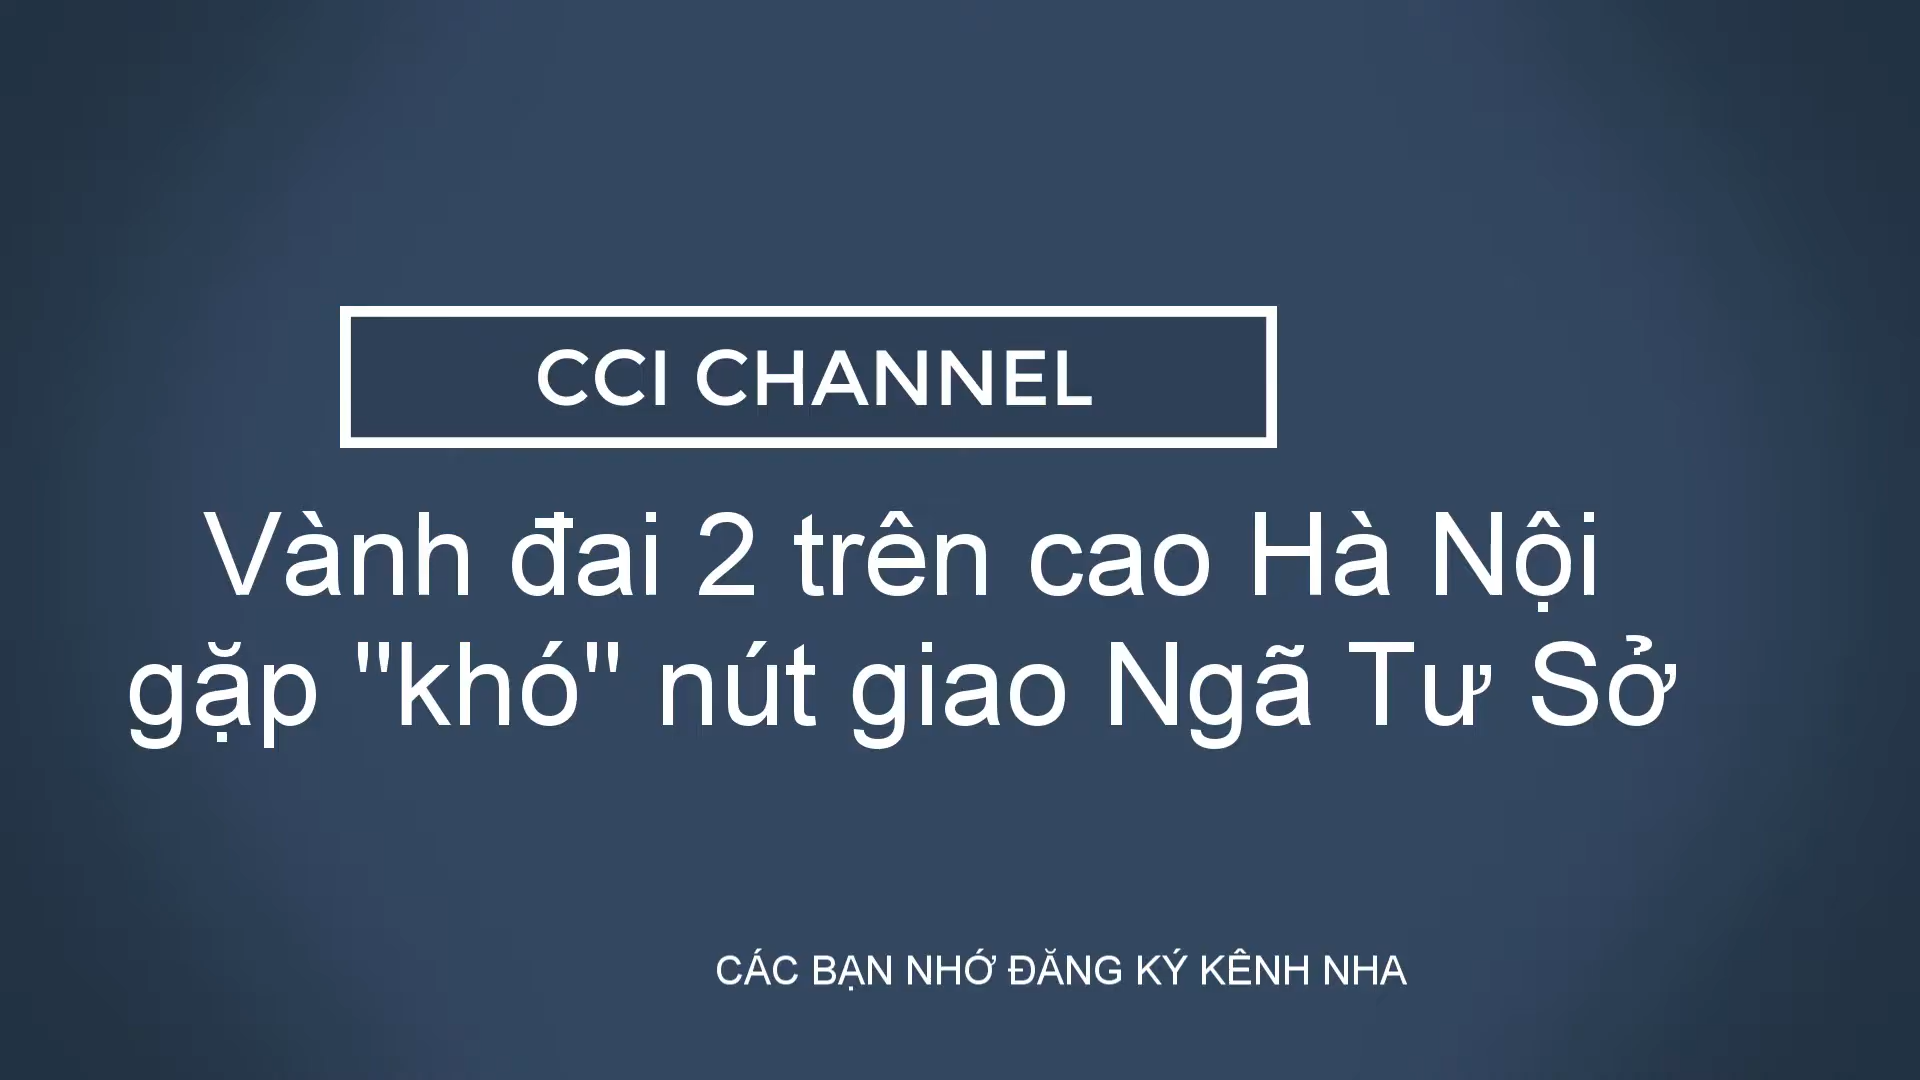 CCI CHANNEL
Vành đai 2 trên cao Hà Nội
gặp "khó" nút giao Ngã Tư Sở
CÁC BẠN NHỚ ĐĂNG KÝ KÊNH NHA